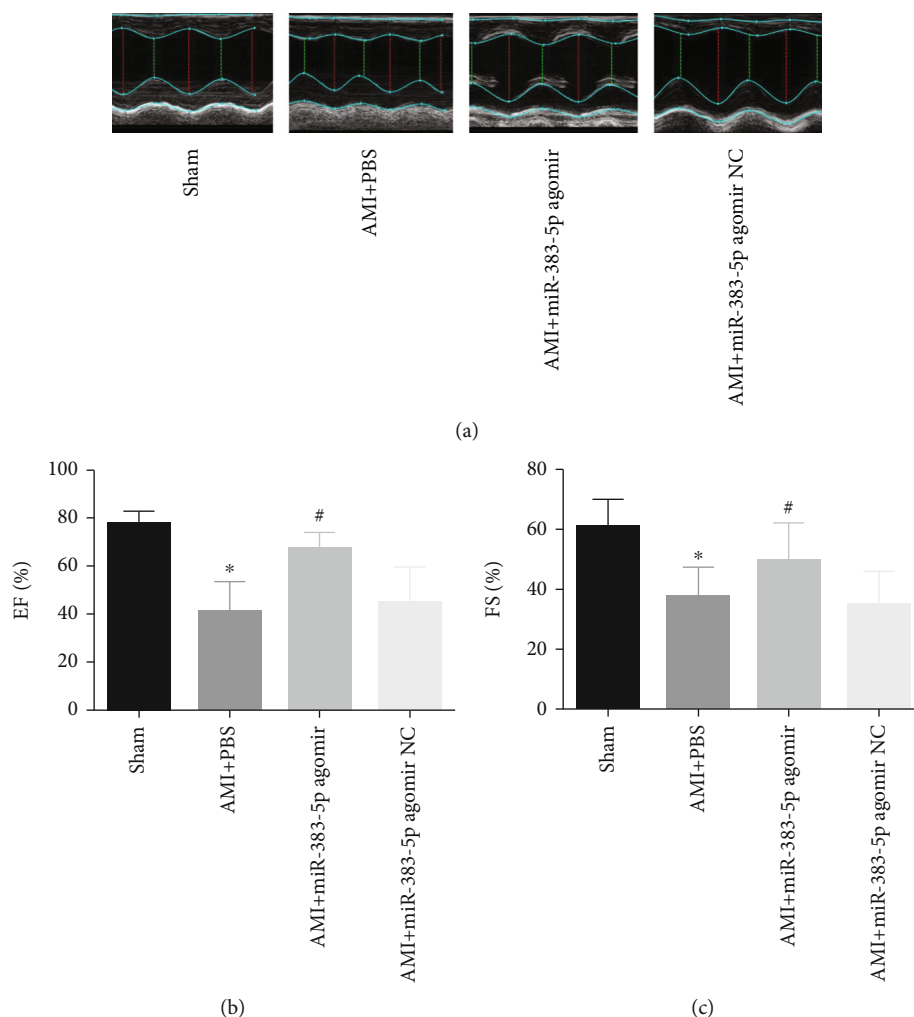 Sham
AMI+PBS
AMI+miR-383-5p agomir
AMI+miR-383-5p agomir NC
(a)
EF (%)
100
80
60
40
20
0
*
#
Sham
AMI+PBS
AMI+miR-383-5p agomir
AMI+miR-383-5p agomir NC
(b)
FS (%)
80
60
40
20
0
*
#
Sham
AMI+PBS
AMI+miR-383-5p agomir
AMI+miR-383-5p agomir NC
(c)